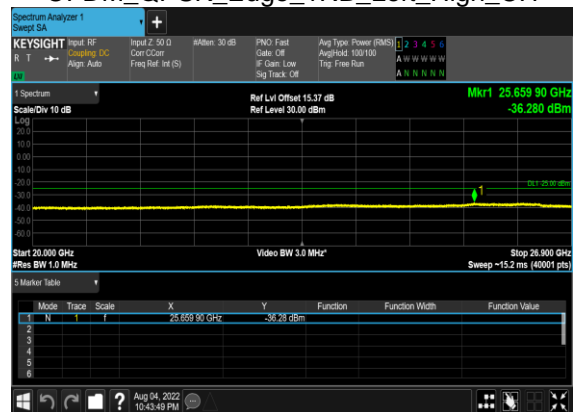 Spectrum Analyzer 1
Swept SA
+
KEYSIGHT Input: RF Input Z: 50 Ω #Atten: 30 dB PNO: Fast Avg Type: Power (RMS) 1 2 3 4 5 6
R T Coupling: DC Corr CCorr Gate: Off Avg|Hold: 100/100 A W W W W W
Align: Auto Freq Ref: Int (S) IF Gain: Low Trig: Free Run
LW Sig Track: Off A N N N N N
1 Spectrum Ref Lvl Offset 15.37 dB Mkr1 25.659 90 GHz
Scale/Div 10 dB Ref Level 30.00 dBm -36.280 dBm
Log
20.0
10.0
0.00
-10.0
-20.0
DL1 -25.00 dBm
1
-30.0
-40.0
-50.0
-60.0
Start 20.000 GHz Video BW 3.0 MHz* Stop 26.900 GHz
#Res BW 1.0 MHz Sweep ~15.2 ms (40001 pts)
5 Marker Table
Mode Trace Scale X Y Function Function Width Function Value
1 N 1 f 25.659 90 GHz -36.28 dBm
2
3
4
5
6
? Aug 04, 2022
10:43:49 PM